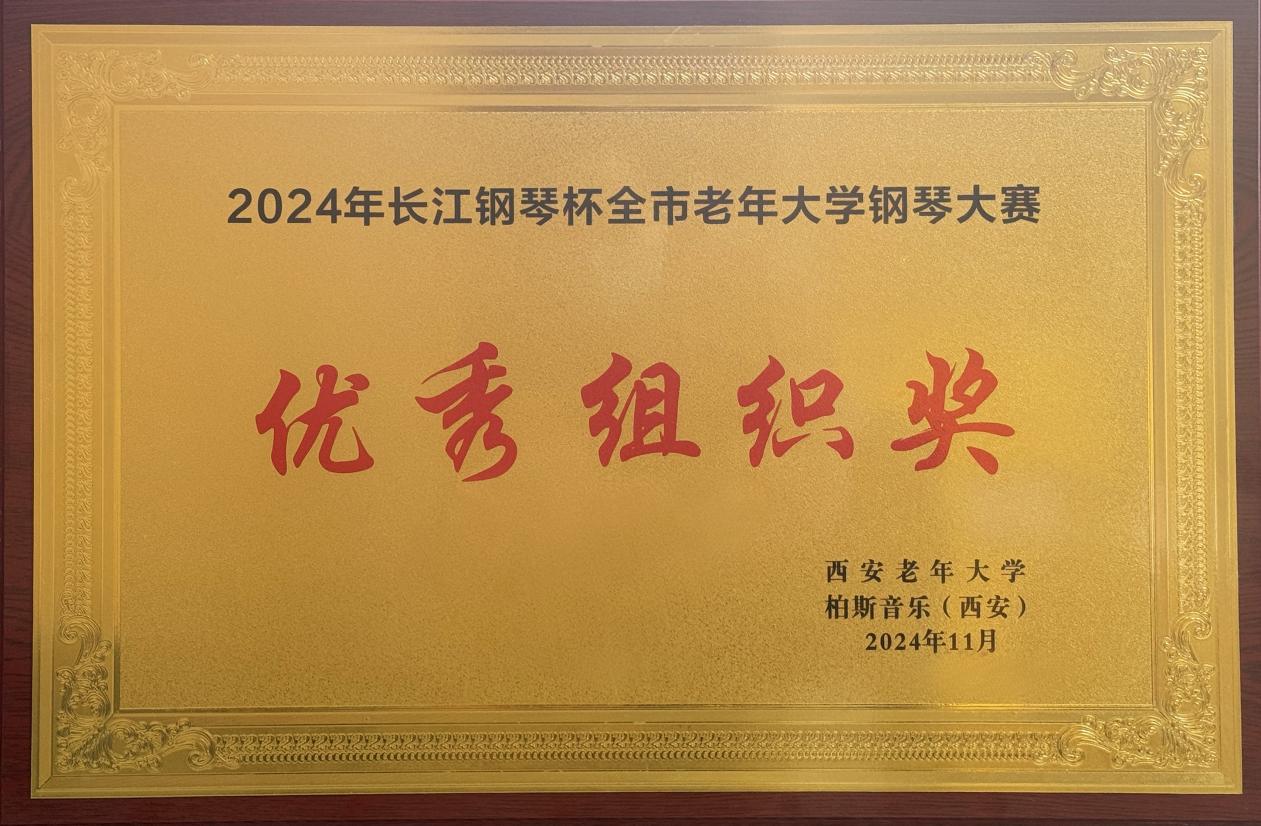 2024年长江钢琴杯全市老年大学钢琴大赛
优秀组织奖
西安老年大学
柏斯音乐（西安）
2024年11月